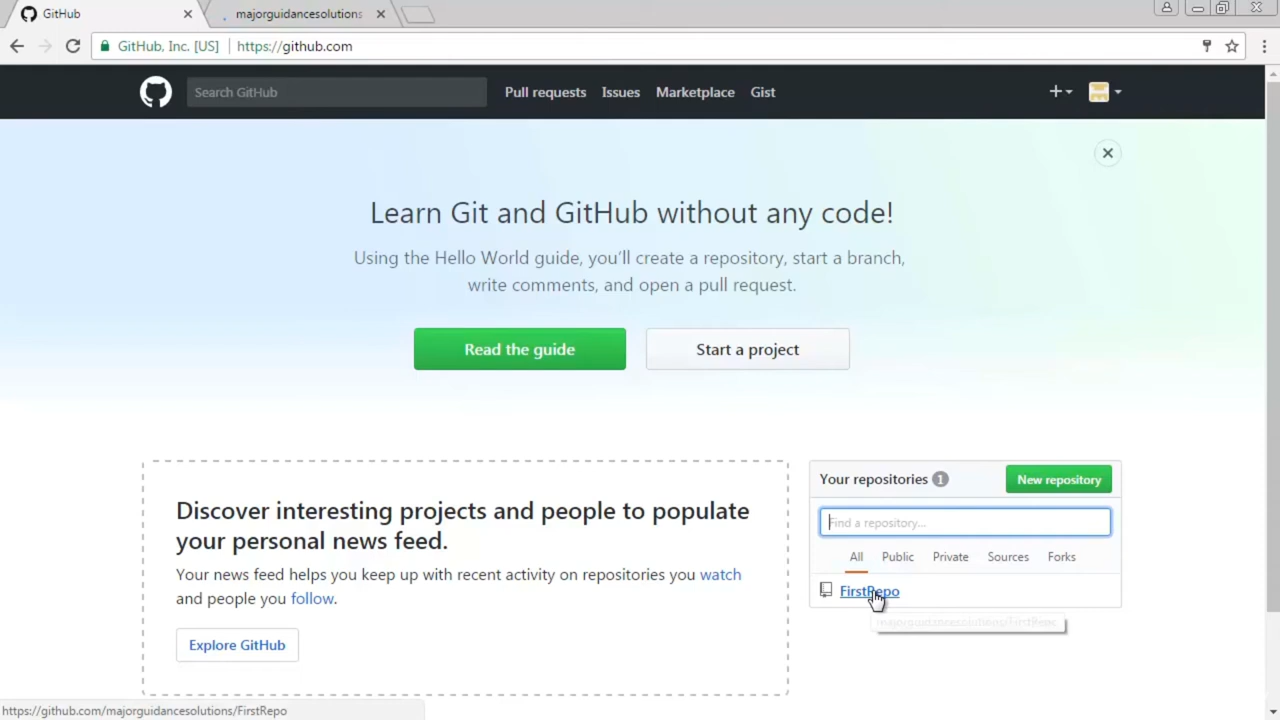 GitHub
majorguidancesolutions
GitHub, Inc. [US] https://github.com
Search GitHub
Pull requests Issues Marketplace Gist
Learn Git and GitHub without any code!
Using the Hello World guide, you’ll create a repository, start a branch,
write comments, and open a pull request.
Read the guide Start a project
Discover interesting projects and people to populate
your personal news feed.
Your news feed helps you keep up with recent activity on repositories you watch
and people you follow.
Explore GitHub
Your repositories 1 New repository
Find a repository...
All Public Private Sources Forks
FirstRepo
majorguidancesolutions/FirstRepo
https://github.com/majorguidancesolutions/FirstRepo